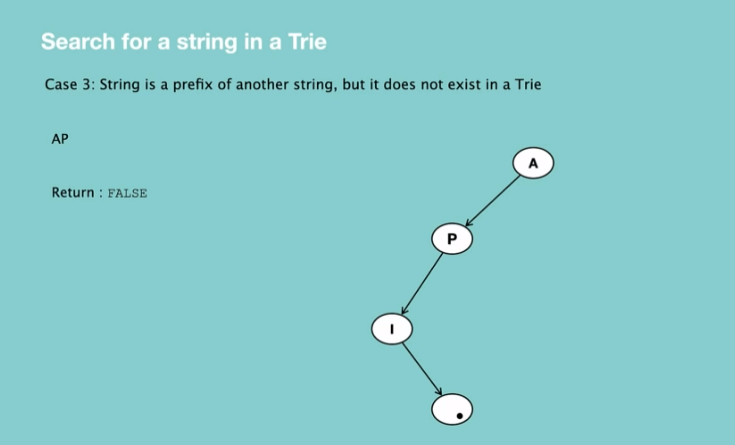 Search for a string in a Trie
Case 3: String is a prefix of another string, but it does not exist in a Trie
AP
Return : FALSE
A
P
I
.